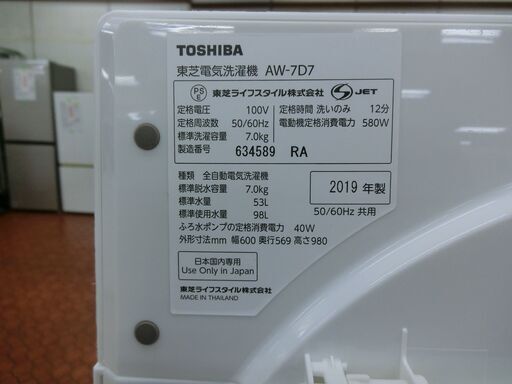 TOSHIBA
東芝電気洗濯機 AW-7D7
PS E 東芝ライフスタイル株式会社 JET
定格電圧 100V 定格時間 洗いのみ 12分
定格周波数 50/60Hz 電動機定格消費電力 580W
標準洗濯容量 7.0kg
製造番号 634589 RA
種類 全自動電気洗濯機
標準脱水容量 7.0kg 2019 年製
標準水量 53L
標準使用水量 98L 50/60Hz 共用
ふろ水ポンプの定格消費電力 40W
外形寸法mm 幅600 奥行569 高さ980
日本国内専用
Use Only in Japan
東芝ライフスタイル株式会社
MADE IN THAILAND